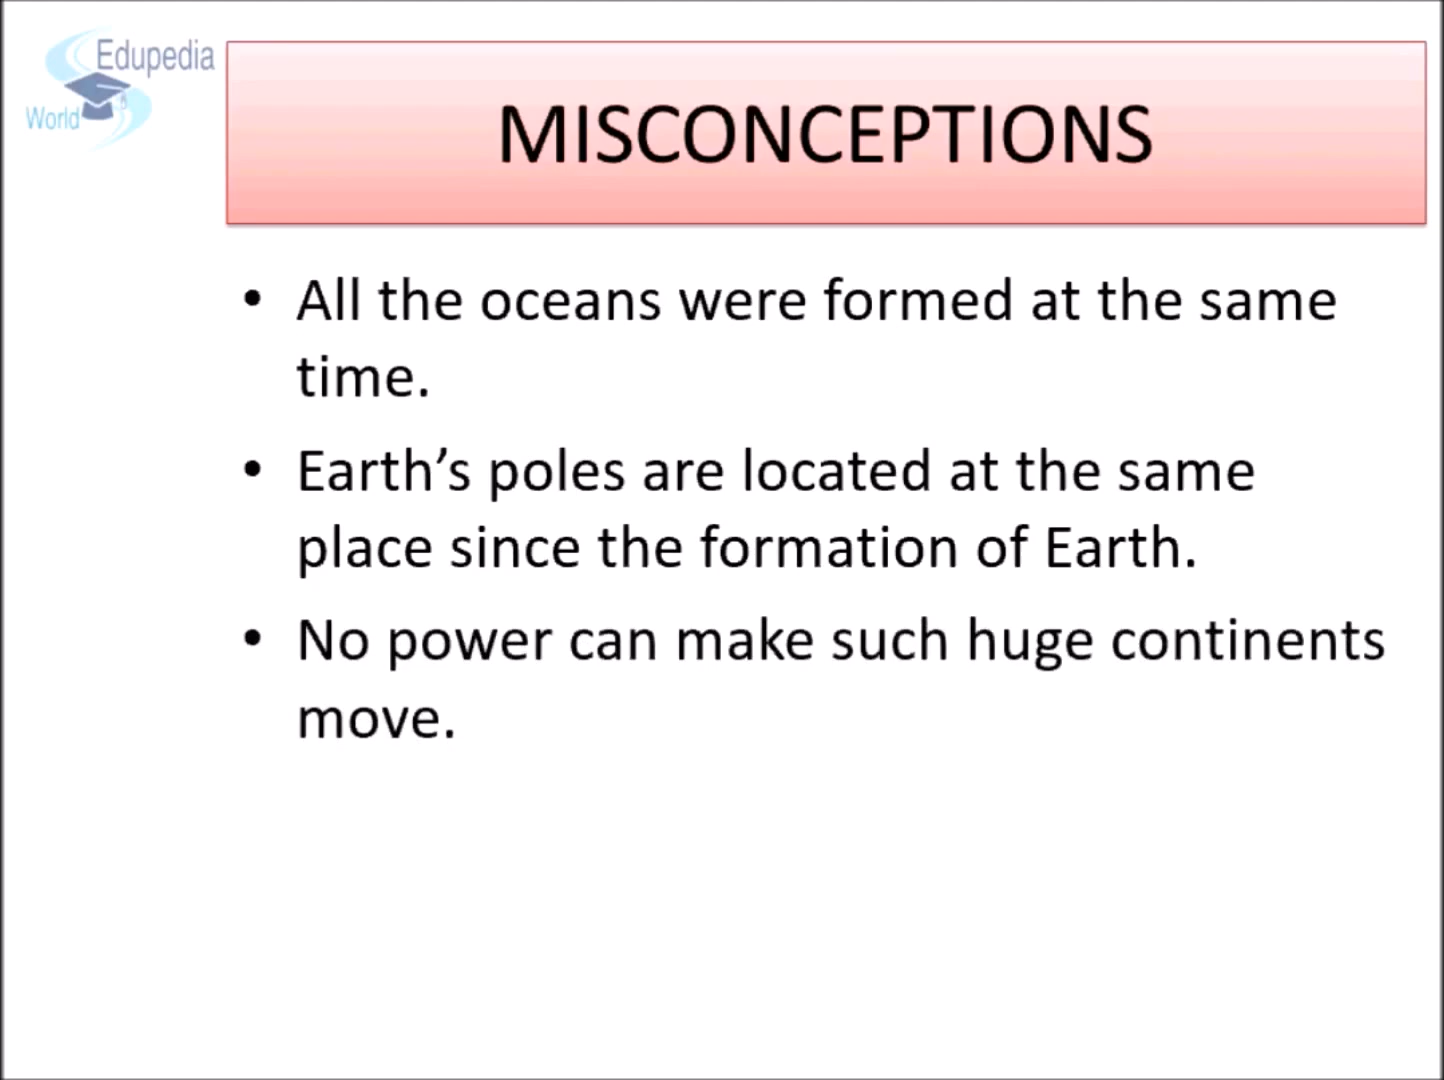 Edupedia
World
MISCONCEPTIONS
• All the oceans were formed at the same
time.
• Earth’s poles are located at the same
place since the formation of Earth.
• No power can make such huge continents
move.